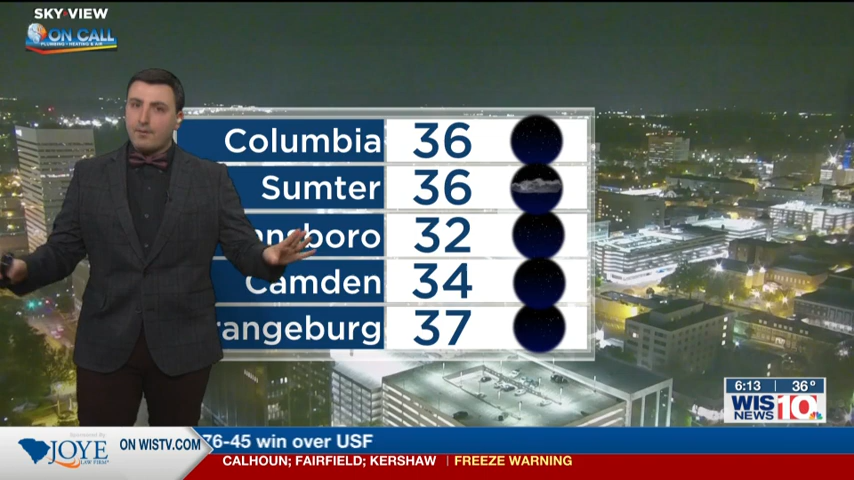 SKY VIEW
ON CALL
PLUMBING • HEATING & AIR
Columbia 36
Sumter 36
nnsboro 32
Camden 34
rangeburg 37
6:13 36°
WIS 10
NEWS
JOYE
LAW FIRM
ON WISTV.COM
76-45 win over USF
CALHOUN; FAIRFIELD; KERSHAW | FREEZE WARNING